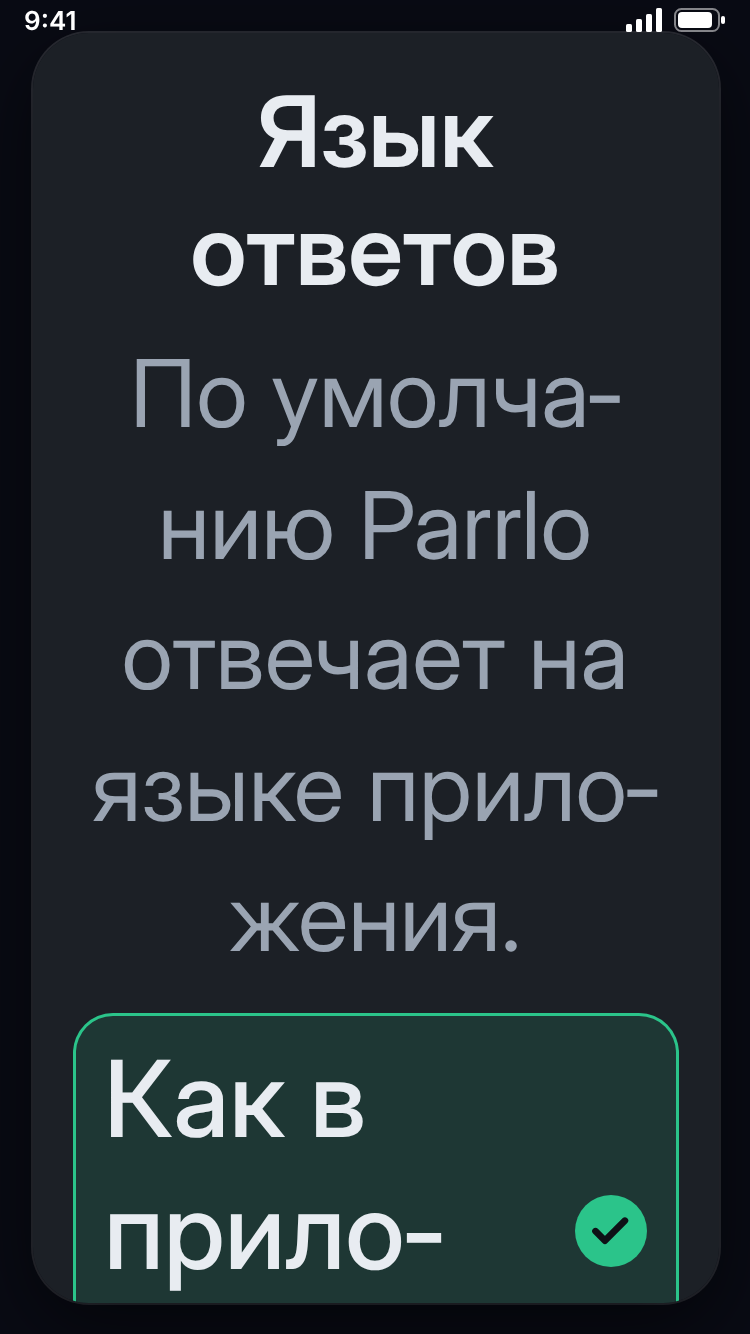 9:41
Язык
ответов
По умолча-
нию Parrlo
отвечает на
языке прило-
жения.
Как в
прило-